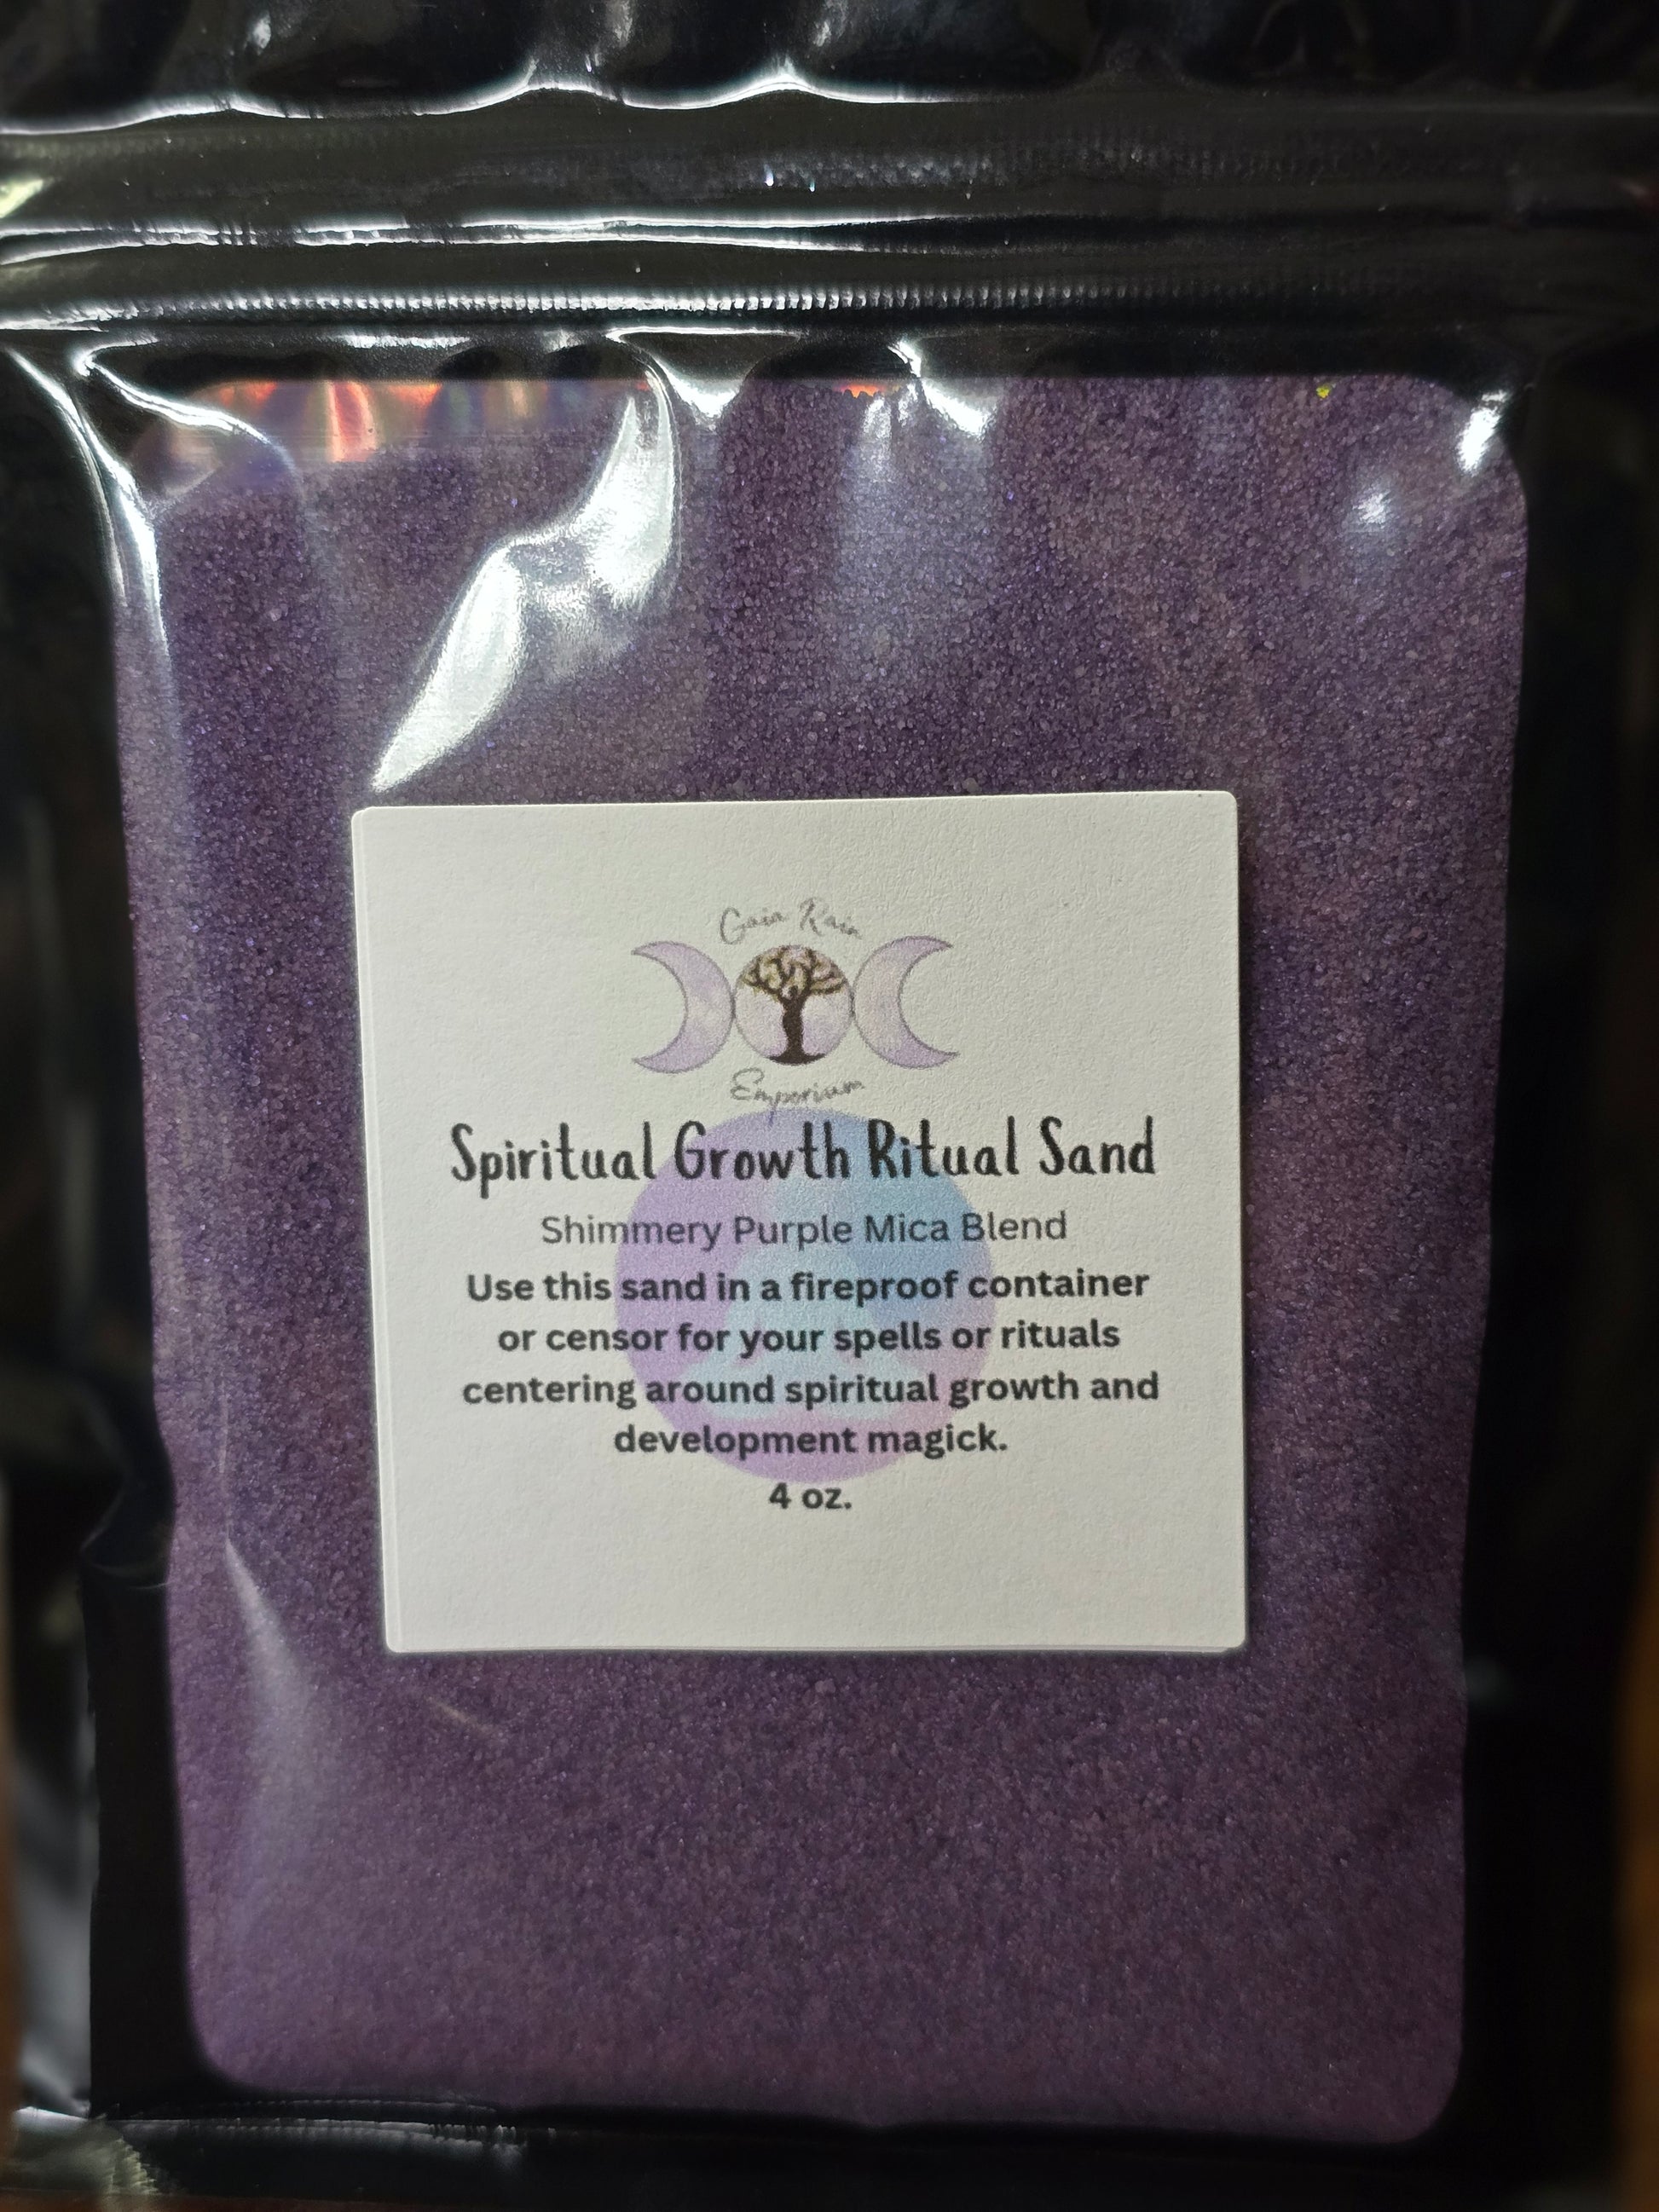 Gaia Rain
Emporium
Spiritual Growth Ritual Sand
Shimmery Purple Mica Blend
Use this sand in a fireproof container
or censor for your spells or rituals
centering around spiritual growth and
development magick.
4 oz.